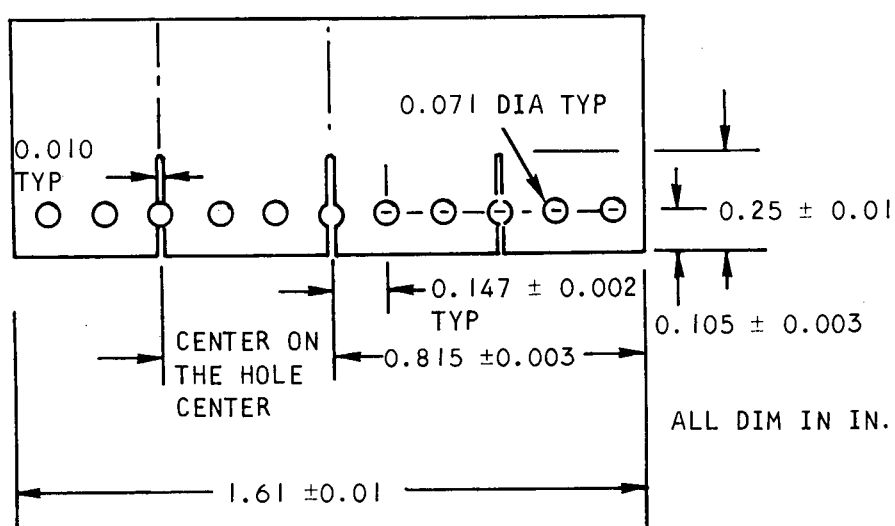 0.071 DIA TYP
0.010
TYP
0.25 ± 0.01
0.147 ± 0.002
TYP
0.105 ± 0.003
CENTER ON
THE HOLE
CENTER
0.815 ±0.003
ALL DIM IN IN.
1.61 ±0.01